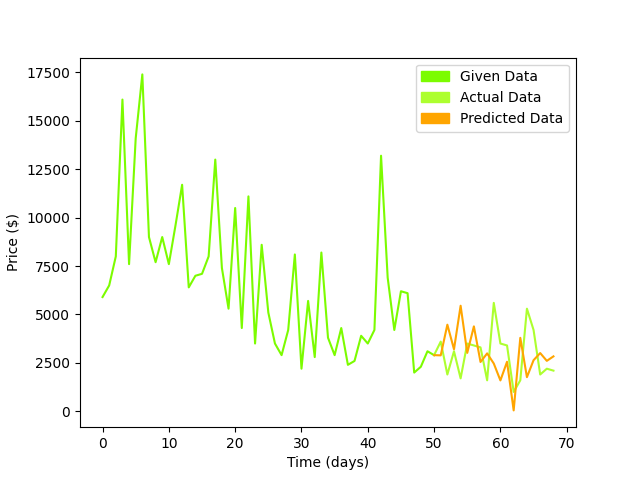 Given Data
Actual Data
Predicted Data
Price ($)
17500
15000
12500
10000
7500
5000
2500
0
0 10 20 30 40 50 60 70
Time (days)